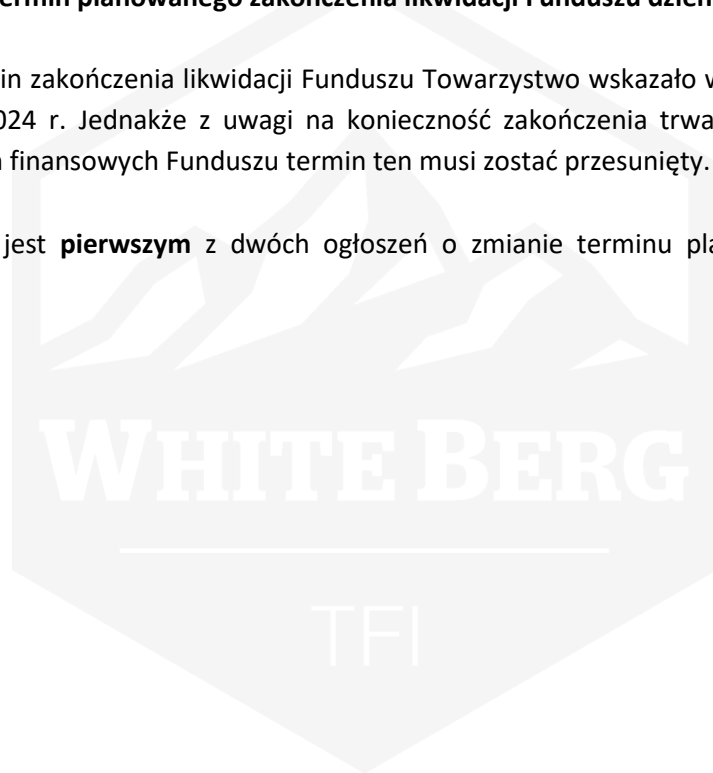 termin planowanego zakończenia likwidacji Funduszu dzień
in zakończenia likwidacji Funduszu Towarzystwo wskazało w
024 r. Jednakże z uwagi na konieczność zakończenia trwa
finansowych Funduszu termin ten musi zostać przesunięty.
jest pierwszym z dwóch ogłoszeń o zmianie terminu pla
WHITE BERG
TFI